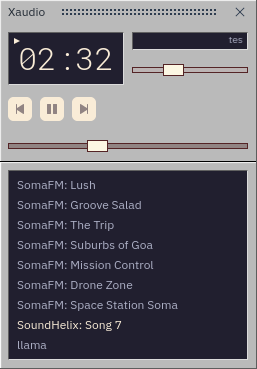 Xaudio
02:32
tes
SomaFM: Lush
SomaFM: Groove Salad
SomaFM: The Trip
SomaFM: Suburbs of Goa
SomaFM: Mission Control
SomaFM: Drone Zone
SomaFM: Space Station Soma
SoundHelix: Song 7
llama